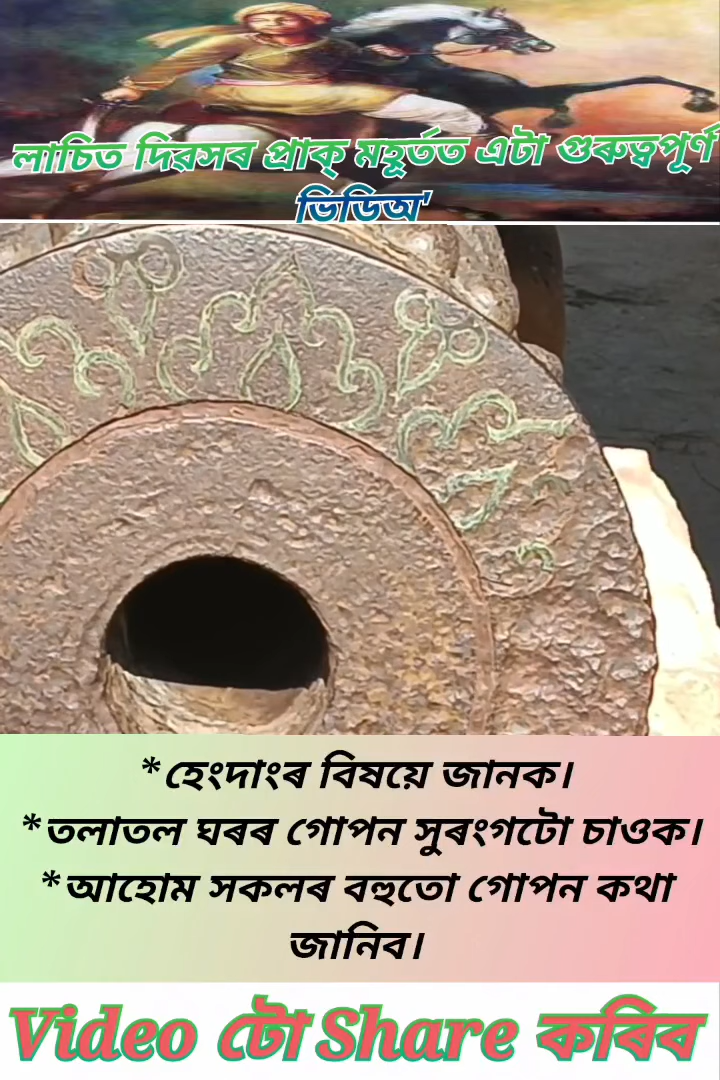 লাচিত দিৱসৰ প্ৰাক্ মহূৰ্তত এটা গুৰুত্বপূৰ্ণ
ভিডিঅ'
*হেংদাংৰ বিষয়ে জানক।
*তলাতল ঘৰৰ গোপন সুৰংগটো চাওক।
*আহোম সকলৰ বহুতো গোপন কথা
জানিব।
Video টো Share কৰিব